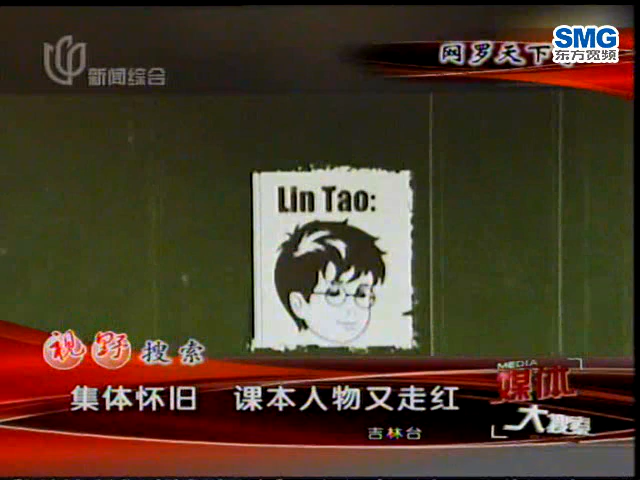 新闻综合
网罗天下
SMG
东方宽频
Lin Tao:
视野搜索
集体怀旧 课本人物又走红
MEDIA
媒体
大搜索
吉林台